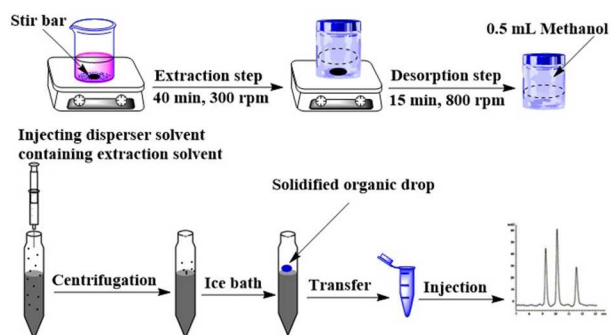 Stir bar
0.5 mL Methanol
Extraction step
40 min, 300 rpm
Desorption step
15 min, 800 rpm
Injecting disperser solvent
containing extraction solvent
Solidified organic drop
Centrifugation
Ice bath
Transfer
Injection